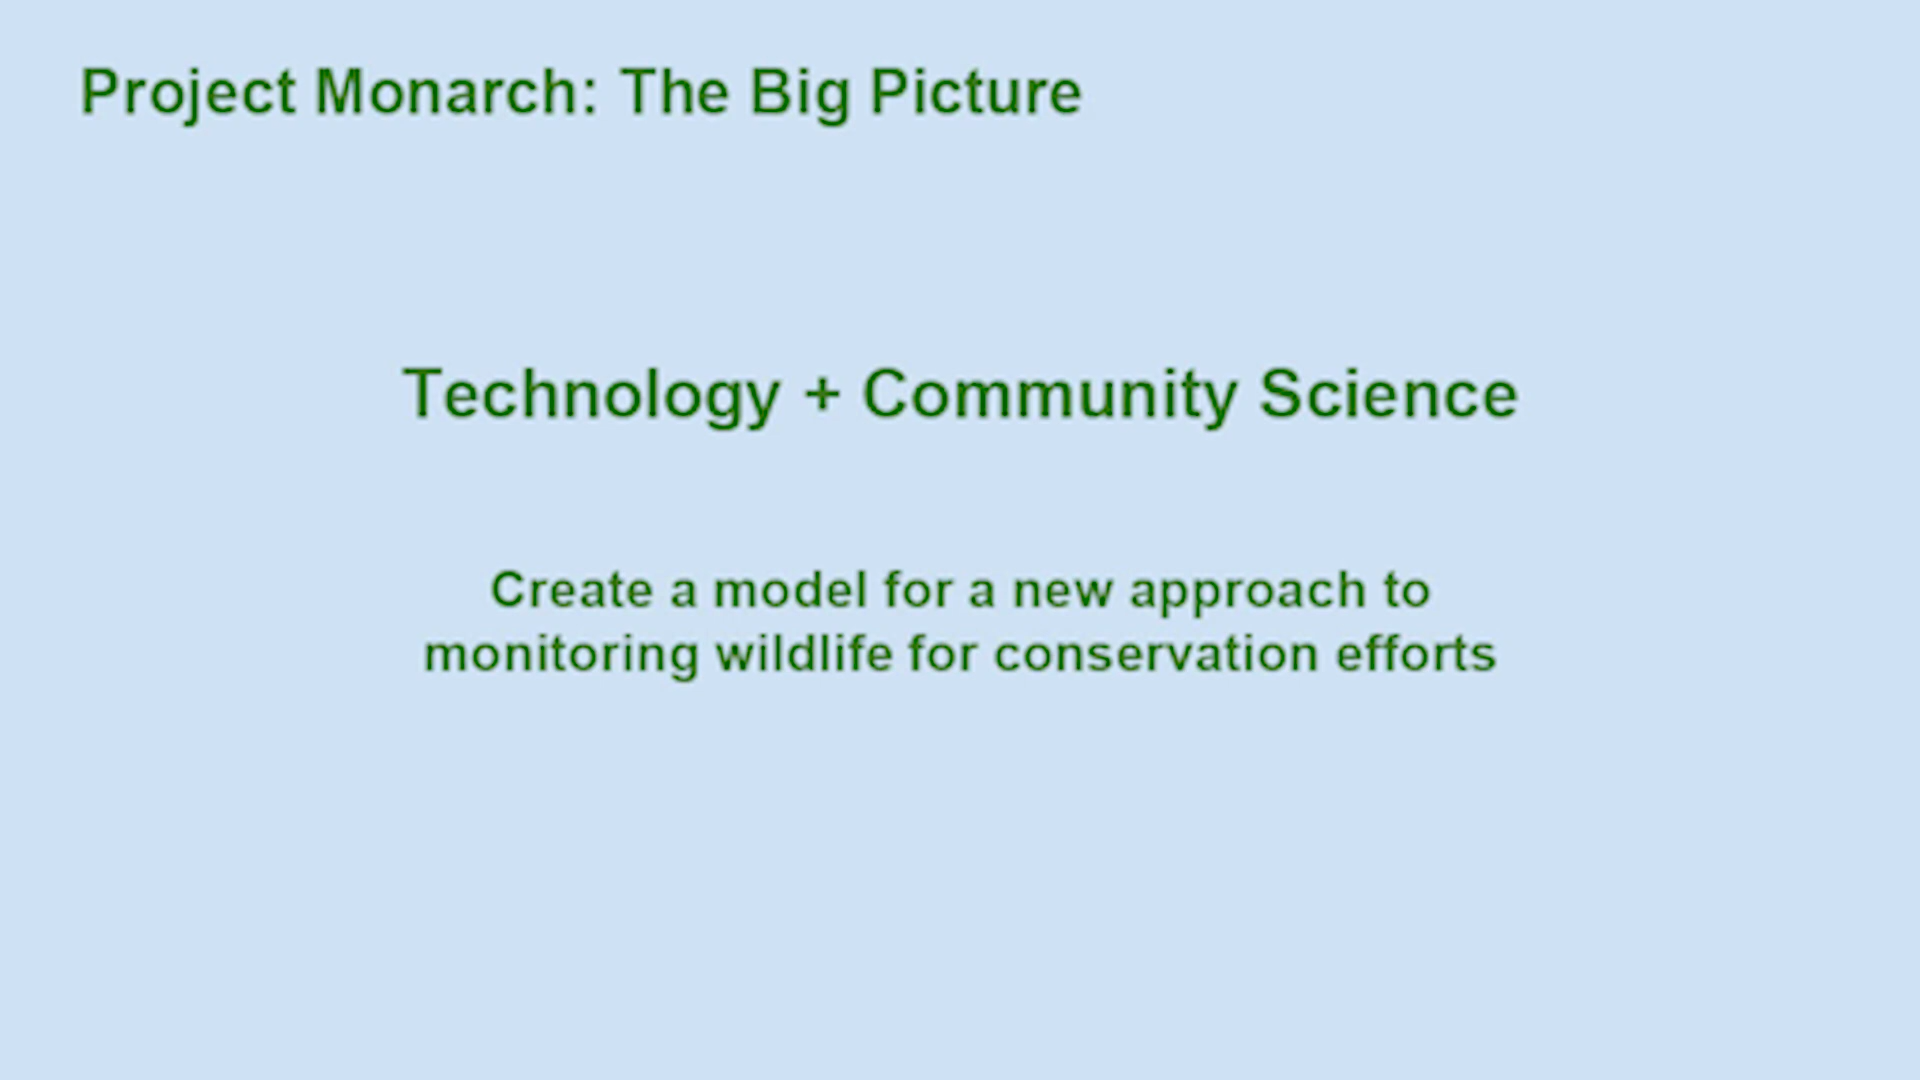 Project Monarch: The Big Picture
Technology + Community Science
Create a model for a new approach to
monitoring wildlife for conservation efforts